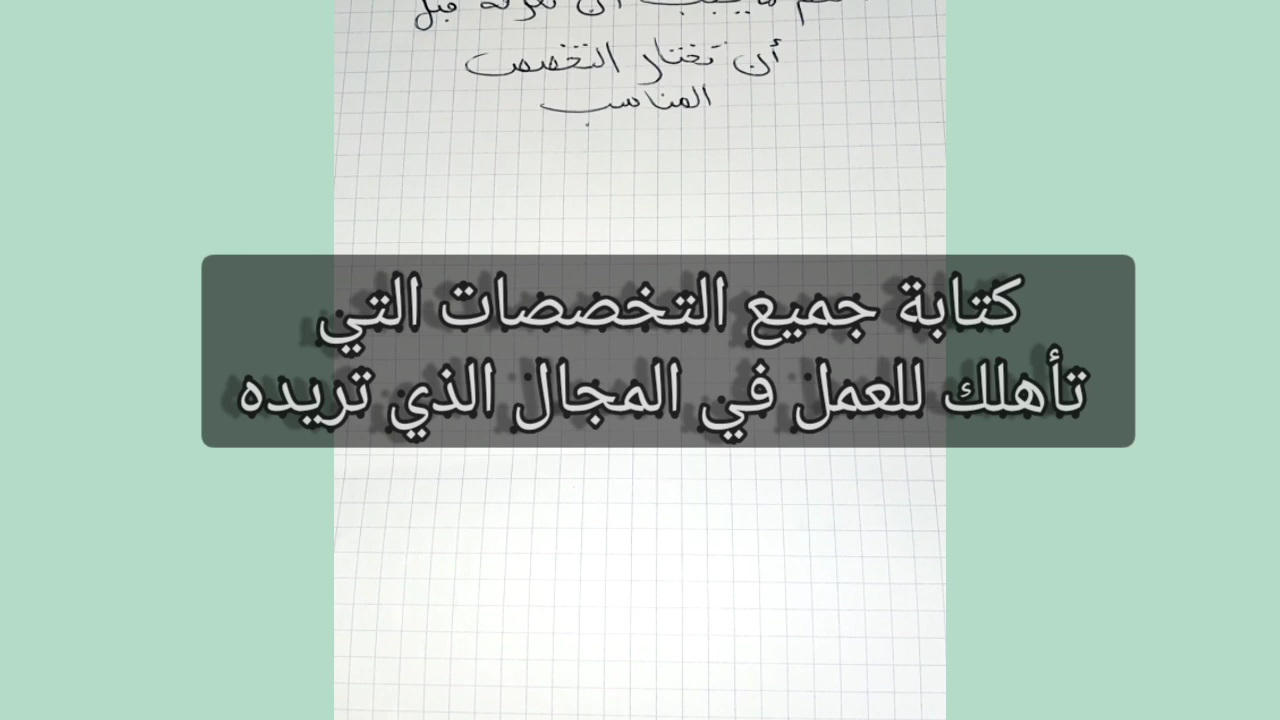 أن تختار التخصص
المناسب
كتابة جميع التخصصات التي
تأهلك للعمل في المجال الذي تريده